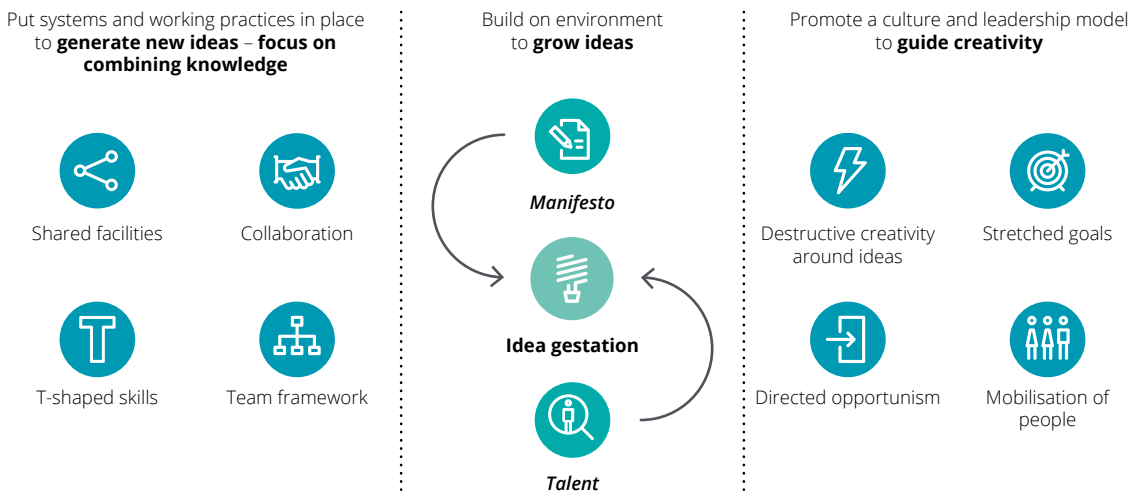 Put systems and working practices in place
to generate new ideas – focus on
combining knowledge
Shared facilities
Collaboration
T
T-shaped skills
Team framework
Build on environment
to grow ideas
Manifesto
Idea gestation
Talent
Promote a culture and leadership model
to guide creativity
Destructive creativity
around ideas
Stretched goals
Directed opportunism
Mobilisation of
people